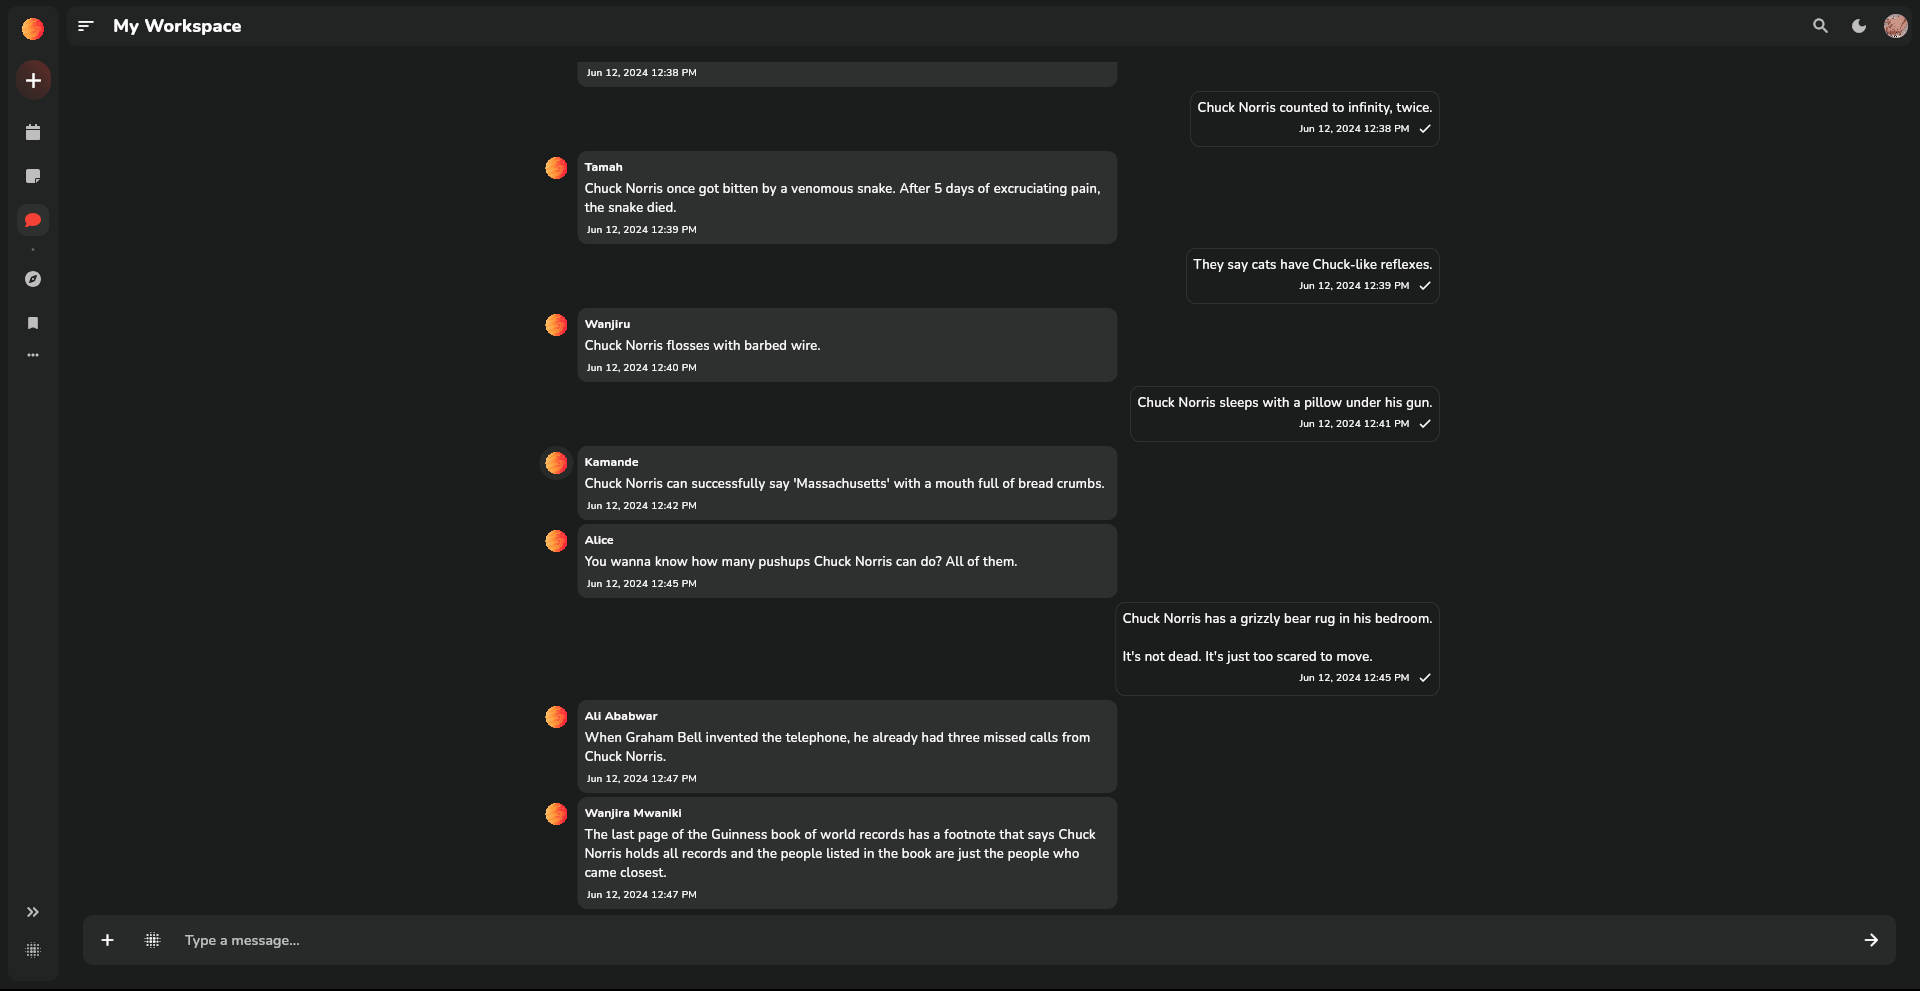 My Workspace
Jun 12, 2024 12:38 PM
Chuck Norris counted to infinity, twice.
Jun 12, 2024 12:38 PM
Tamah
Chuck Norris once got bitten by a venomous snake. After 5 days of excruciating pain,
the snake died.
Jun 12, 2024 12:39 PM
They say cats have Chuck-like reflexes.
Jun 12, 2024 12:39 PM
Wanjiru
Chuck Norris flosses with barbed wire.
Jun 12, 2024 12:40 PM
Chuck Norris sleeps with a pillow under his gun.
Jun 12, 2024 12:41 PM
Kamande
Chuck Norris can successfully say 'Massachusetts' with a mouth full of bread crumbs.
Jun 12, 2024 12:42 PM
Alice
You wanna know how many pushups Chuck Norris can do? All of them.
Jun 12, 2024 12:45 PM
Chuck Norris has a grizzly bear rug in his bedroom.
It's not dead. It's just too scared to move.
Jun 12, 2024 12:45 PM
Ali Ababwar
When Graham Bell invented the telephone, he already had three missed calls from
Chuck Norris.
Jun 12, 2024 12:47 PM
Wanjira Mwaniki
The last page of the Guinness book of world records has a footnote that says Chuck
Norris holds all records and the people listed in the book are just the people who
came closest.
Jun 12, 2024 12:47 PM
Type a message...